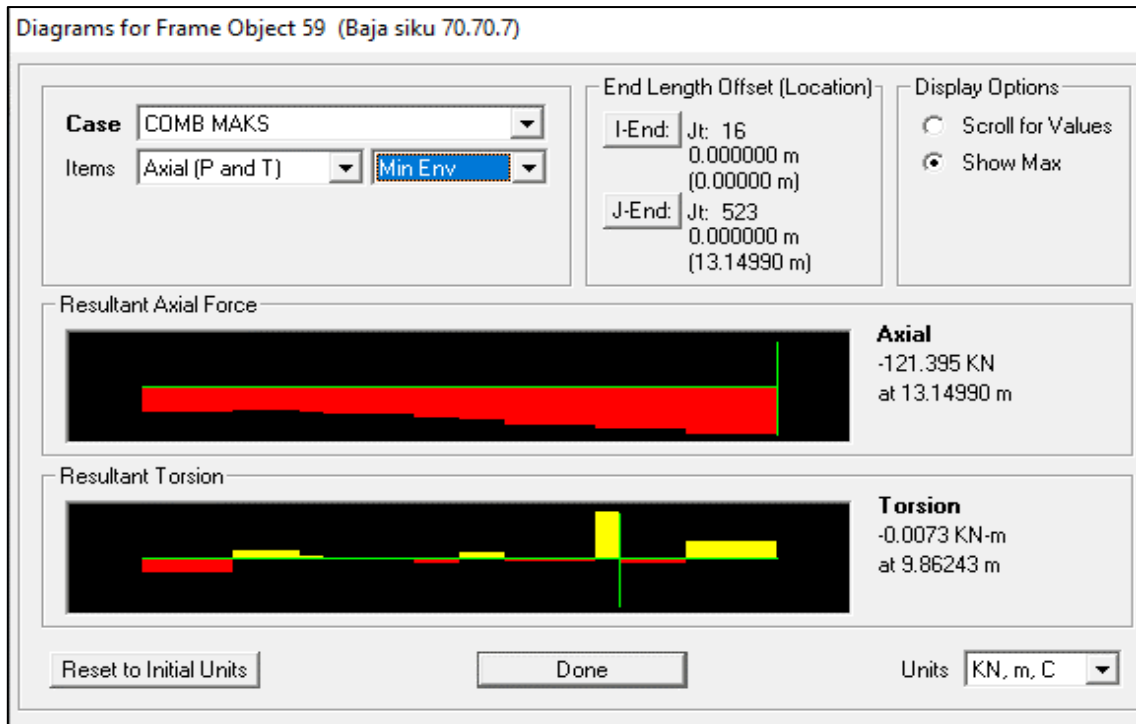 Diagrams for Frame Object 59 (Baja siku 70.70.7)
Case COMB MAKS
Items Axial (P and T) Min Env
End Length Offset (Location)
I-End: Jt: 16
0.000000 m
(0.00000 m)
J-End: Jt: 523
0.000000 m
(13.14990 m)
Display Options
Scroll for Values
Show Max
Resultant Axial Force
Axial
-121.395 KN
at 13.14990 m
Resultant Torsion
Torsion
-0.0073 KN-m
at 9.86243 m
Reset to Initial Units
Done
Units KN, m, C